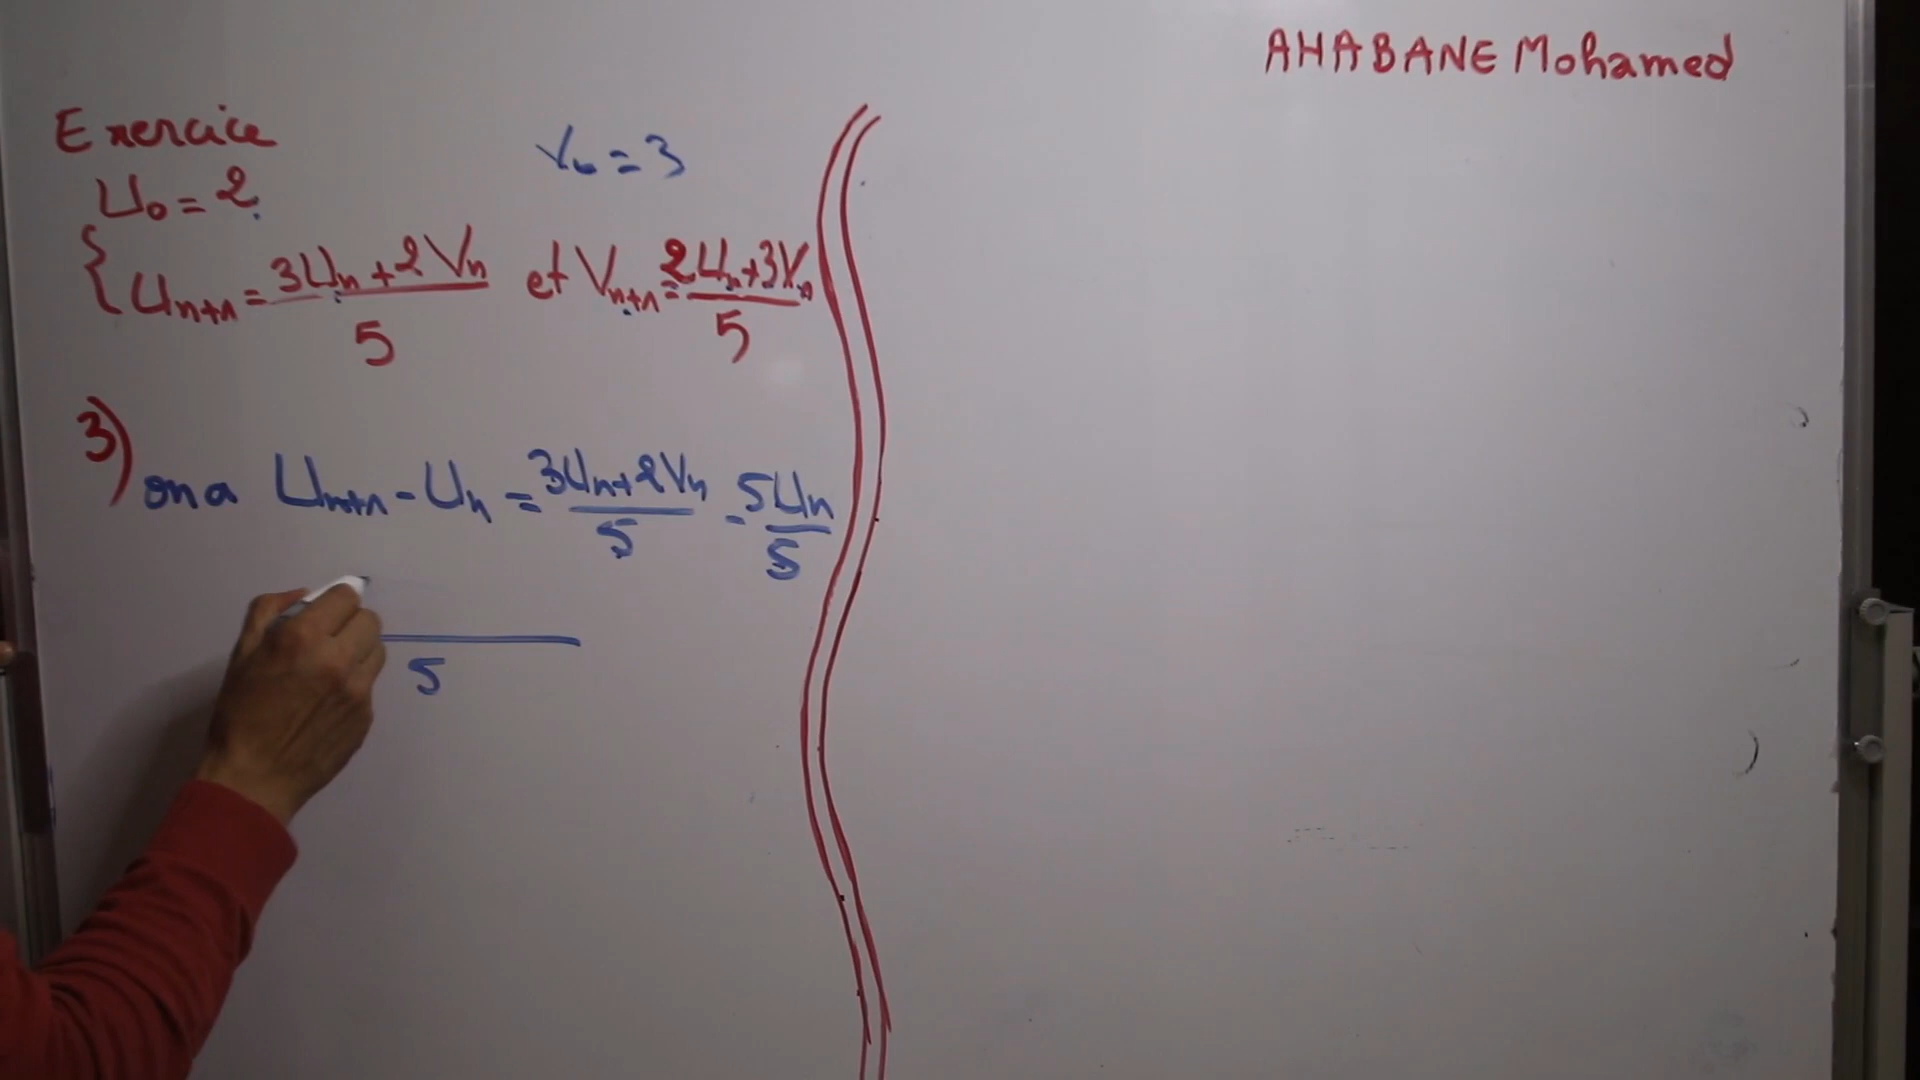 AHABANE Mohamed
Exercice
U₀ = 2
V₀ = 3
{ Uₙ₊₁ = (3Uₙ + 2Vₙ)/5 et Vₙ₊₁ = (2Uₙ + 3Vₙ)/5
3) on a Uₙ₊₁ - Uₙ = (3Uₙ + 2Vₙ)/5 - 5Uₙ/5
5